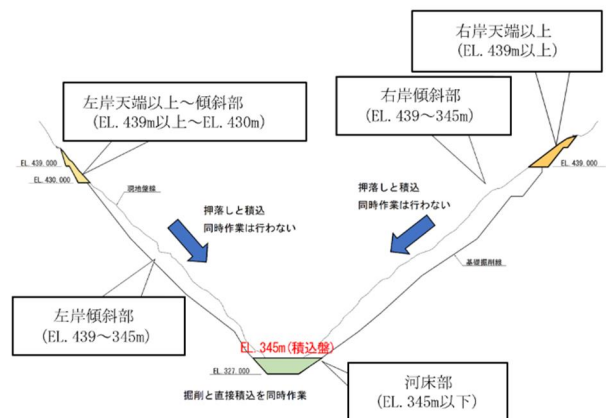 右岸天端以上
(EL.439m以上)
左岸天端以上～傾斜部
(EL.439m以上～EL.430m)
右岸傾斜部
(EL.439～345m)
EL.439.000
EL.430.000
EL.439.000
現地盤線
押落しと積込
同時作業は行わない
押落しと積込
同時作業は行わない
基礎掘削線
左岸傾斜部
(EL.439～345m)
EL.345m(積込盤)
EL.327.000
河床部
(EL.345m以下)
掘削と直接積込を同時作業